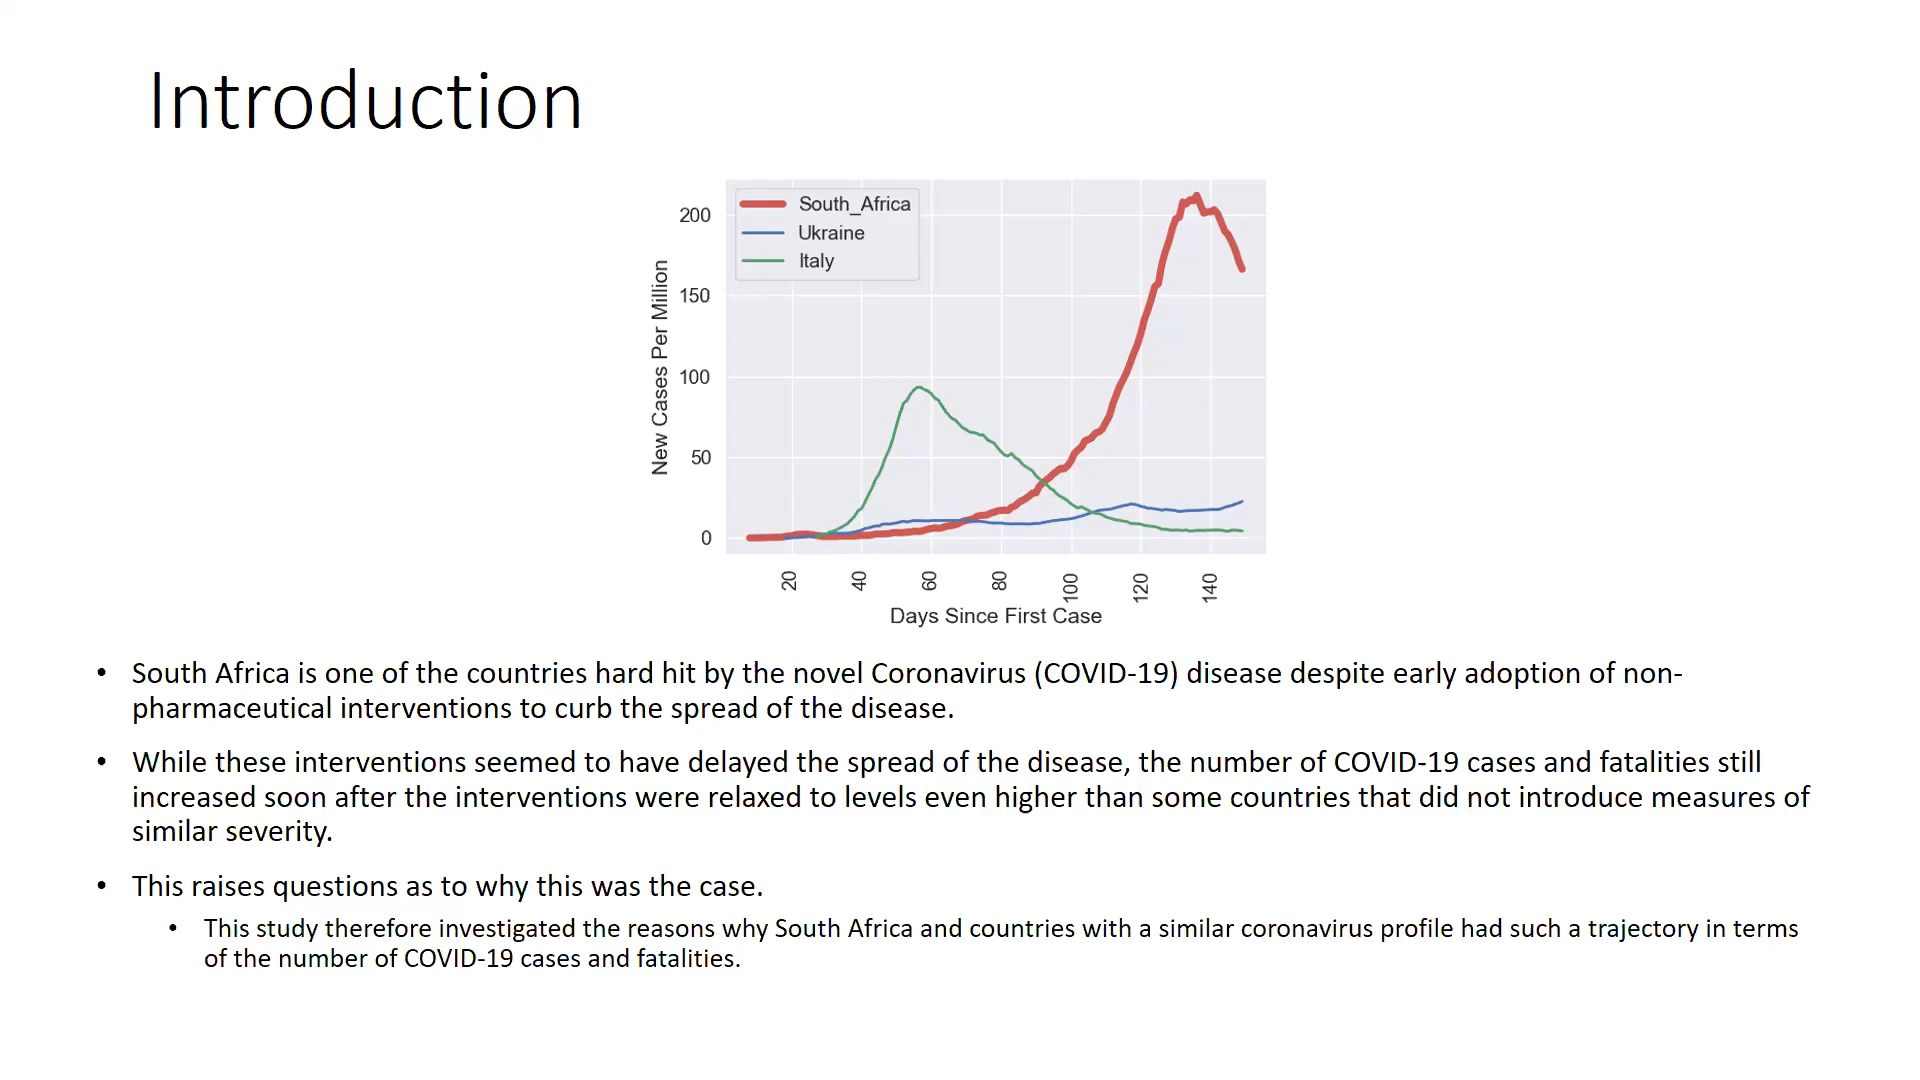 Introduction
South_Africa
Ukraine
Italy
New Cases Per Million
200
150
100
50
0
20 40 60 80 100 120 140
Days Since First Case
• South Africa is one of the countries hard hit by the novel Coronavirus (COVID-19) disease despite early adoption of non-
pharmaceutical interventions to curb the spread of the disease.
• While these interventions seemed to have delayed the spread of the disease, the number of COVID-19 cases and fatalities still
increased soon after the interventions were relaxed to levels even higher than some countries that did not introduce measures of
similar severity.
• This raises questions as to why this was the case.
• This study therefore investigated the reasons why South Africa and countries with a similar coronavirus profile had such a trajectory in terms
of the number of COVID-19 cases and fatalities.